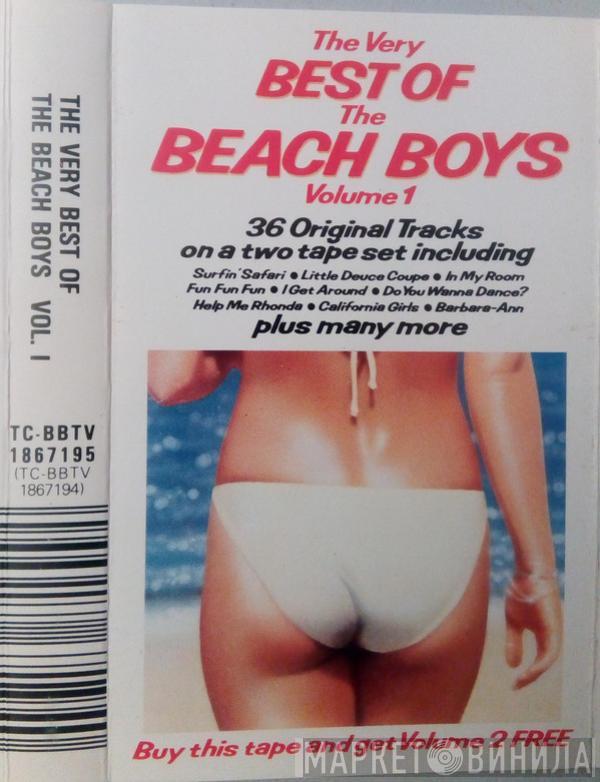 THE VERY BEST OF
THE BEACH BOYS VOL. I
TC-BBTV
1867195
(TC-BBTV
1867194)
The Very
BEST OF
The
BEACH BOYS
Volume 1
36 Original Tracks
on a two tape set including
Surfin' Safari • Little Deuce Coupe • In My Room
Fun Fun Fun • I Get Around • Do You Wanna Dance?
Help Me Rhonda • California Girls • Barbara-Ann
plus many more
Buy this tape and get Volume 2 FREE
МАРКЕТ ВИНИЛА